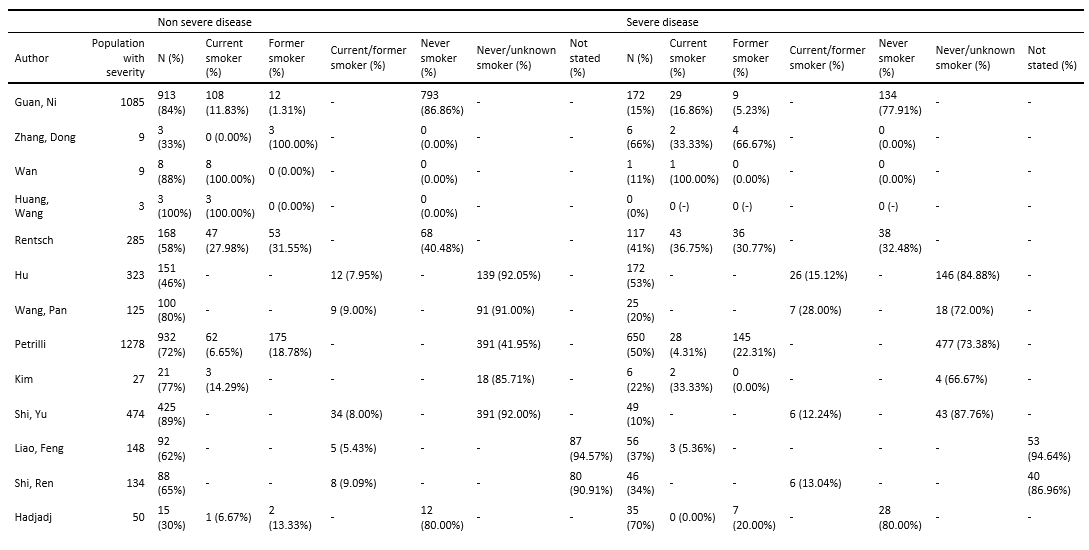 Non severe disease Severe disease
Author Population with severity N (%) Current smoker (%) Former smoker (%) Current/former smoker (%) Never smoker (%) Never/unknown smoker (%) Not stated (%) N (%) Current smoker (%) Former smoker (%) Current/former smoker (%) Never smoker (%) Never/unknown smoker (%) Not stated (%)
Guan, Ni 1085 913 (84%) 108 (11.83%) 12 (1.31%) - 793 (86.86%) - - 172 (15%) 29 (16.86%) 9 (5.23%) - 134 (77.91%) - -
Zhang, Dong 9 3 (33%) 0 (0.00%) 3 (100.00%) - 0 (0.00%) - - 6 (66%) 2 (33.33%) 4 (66.67%) - 0 (0.00%) - -
Wan 9 8 (88%) 8 (100.00%) 0 (0.00%) - 0 (0.00%) - - 1 (11%) 1 (100.00%) 0 (0.00%) - 0 (0.00%) - -
Huang, Wang 3 3 (100%) 3 (100.00%) 0 (0.00%) - 0 (0.00%) - - 0 (0%) 0 (-) 0 (-) - 0 (-) - -
Rentsch 285 168 (58%) 47 (27.98%) 53 (31.55%) - 68 (40.48%) - - 117 (41%) 43 (36.75%) 36 (30.77%) - 38 (32.48%) - -
Hu 323 151 (46%) - - 12 (7.95%) - 139 (92.05%) - 172 (53%) - - 26 (15.12%) - 146 (84.88%) -
Wang, Pan 125 100 (80%) - - 9 (9.00%) - 91 (91.00%) - 25 (20%) - - 7 (28.00%) - 18 (72.00%) -
Petrilli 1278 932 (72%) 62 (6.65%) 175 (18.78%) - - 391 (41.95%) - 650 (50%) 28 (4.31%) 145 (22.31%) - - 477 (73.38%) -
Kim 27 21 (77%) 3 (14.29%) - - - 18 (85.71%) - 6 (22%) 2 (33.33%) 0 (0.00%) - - 4 (66.67%) -
Shi, Yu 474 425 (89%) - - 34 (8.00%) - 391 (92.00%) - 49 (10%) - - 6 (12.24%) - 43 (87.76%) -
Liao, Feng 148 92 (62%) - - 5 (5.43%) - - 87 (94.57%) 56 (37%) 3 (5.36%) - - - - 53 (94.64%)
Shi, Ren 134 88 (65%) - - 8 (9.09%) - - 80 (90.91%) 46 (34%) - - 6 (13.04%) - - 40 (86.96%)
Hadjadj 50 15 (30%) 1 (6.67%) 2 (13.33%) - 12 (80.00%) - - 35 (70%) 0 (0.00%) 7 (20.00%) - 28 (80.00%) - -